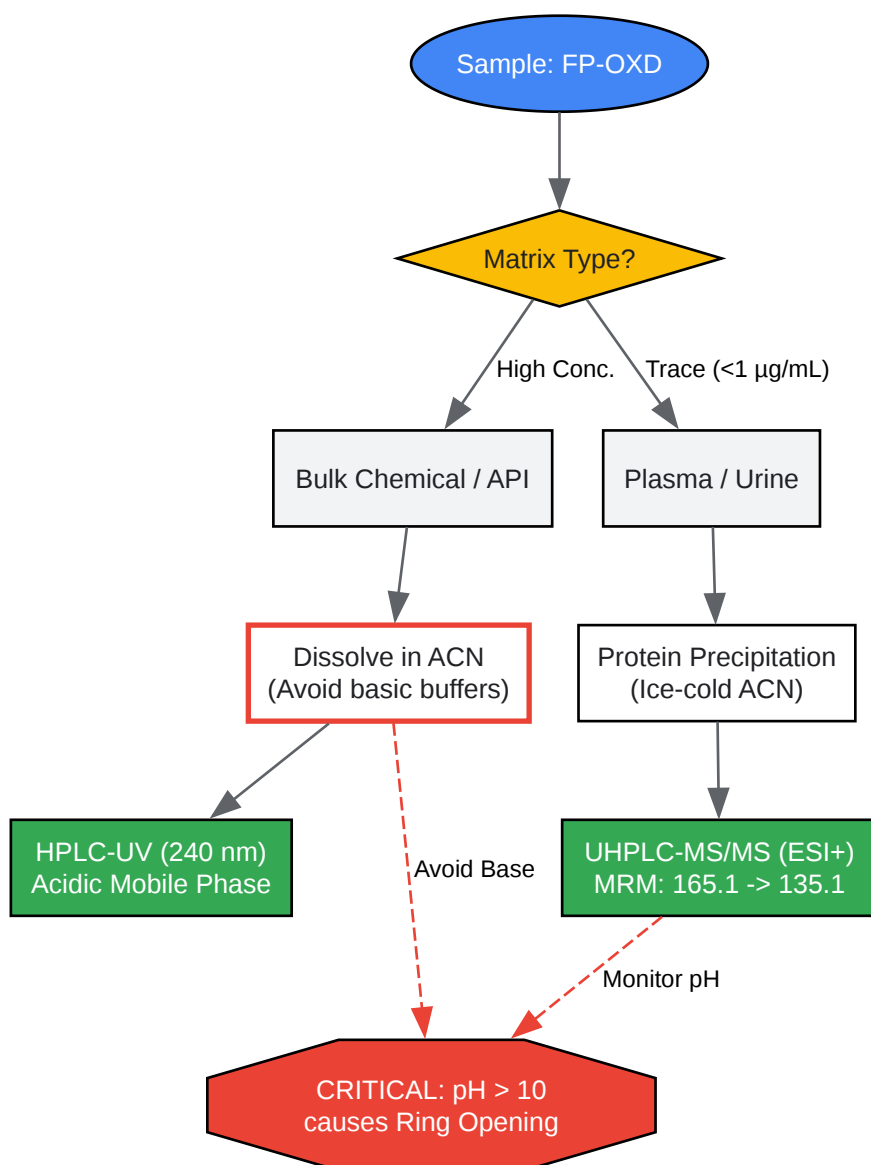 Sample: FP-OXD
Matrix Type?
High Conc.
Trace (<1 µg/mL)
Bulk Chemical / API
Plasma / Urine
Dissolve in ACN
(Avoid basic buffers)
Protein Precipitation
(Ice-cold ACN)
HPLC-UV (240 nm)
Acidic Mobile Phase
Avoid Base
UHPLC-MS/MS (ESI+)
MRM: 165.1 -> 135.1
Monitor pH
CRITICAL: pH > 10
causes Ring Opening